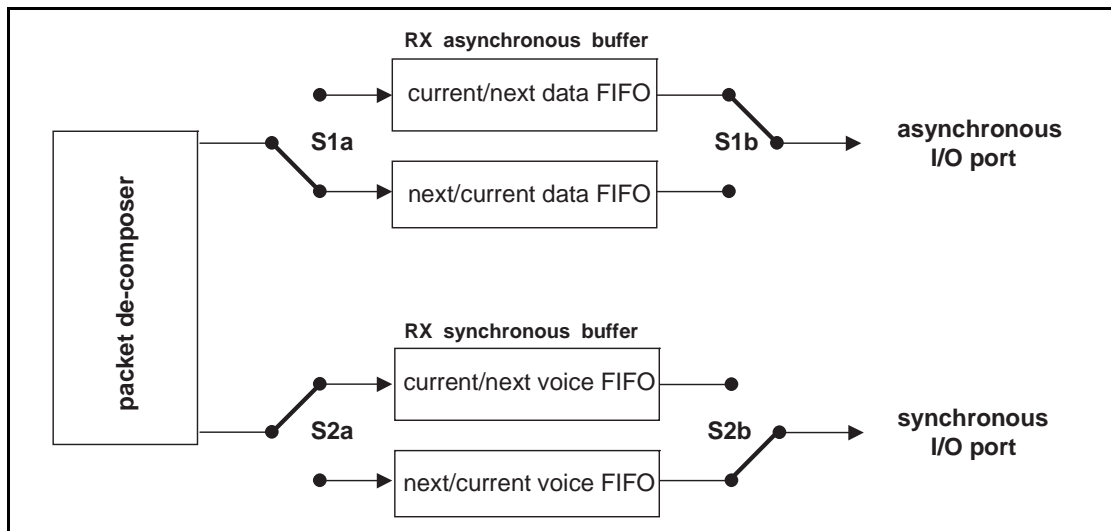 RX asynchronous buffer
current/next data FIFO
S1a
S1b
asynchronous
I/O port
next/current data FIFO
packet de-composer
RX synchronous buffer
current/next voice FIFO
S2a
S2b
synchronous
I/O port
next/current voice FIFO